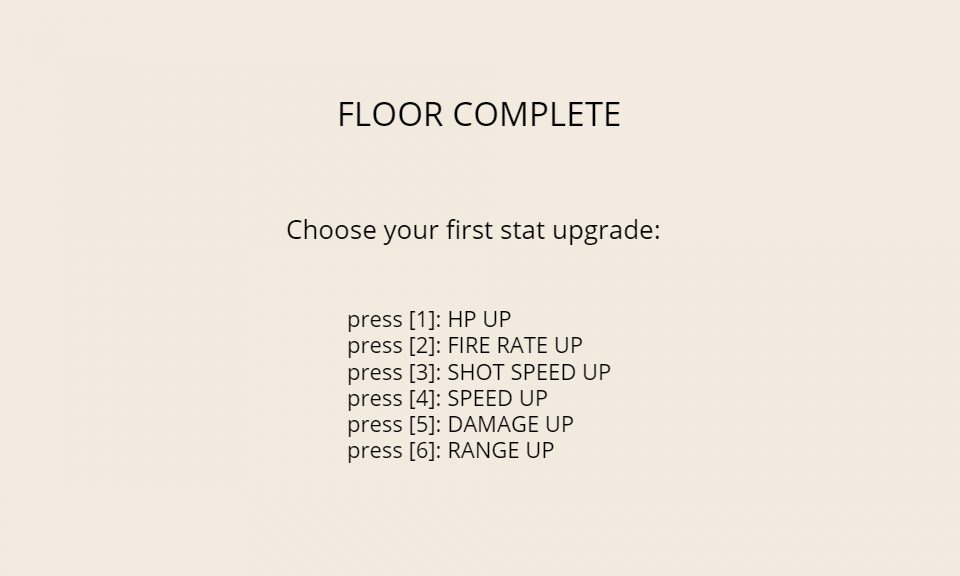 FLOOR COMPLETE
Choose your first stat upgrade:
press [1]: HP UP
press [2]: FIRE RATE UP
press [3]: SHOT SPEED UP
press [4]: SPEED UP
press [5]: DAMAGE UP
press [6]: RANGE UP